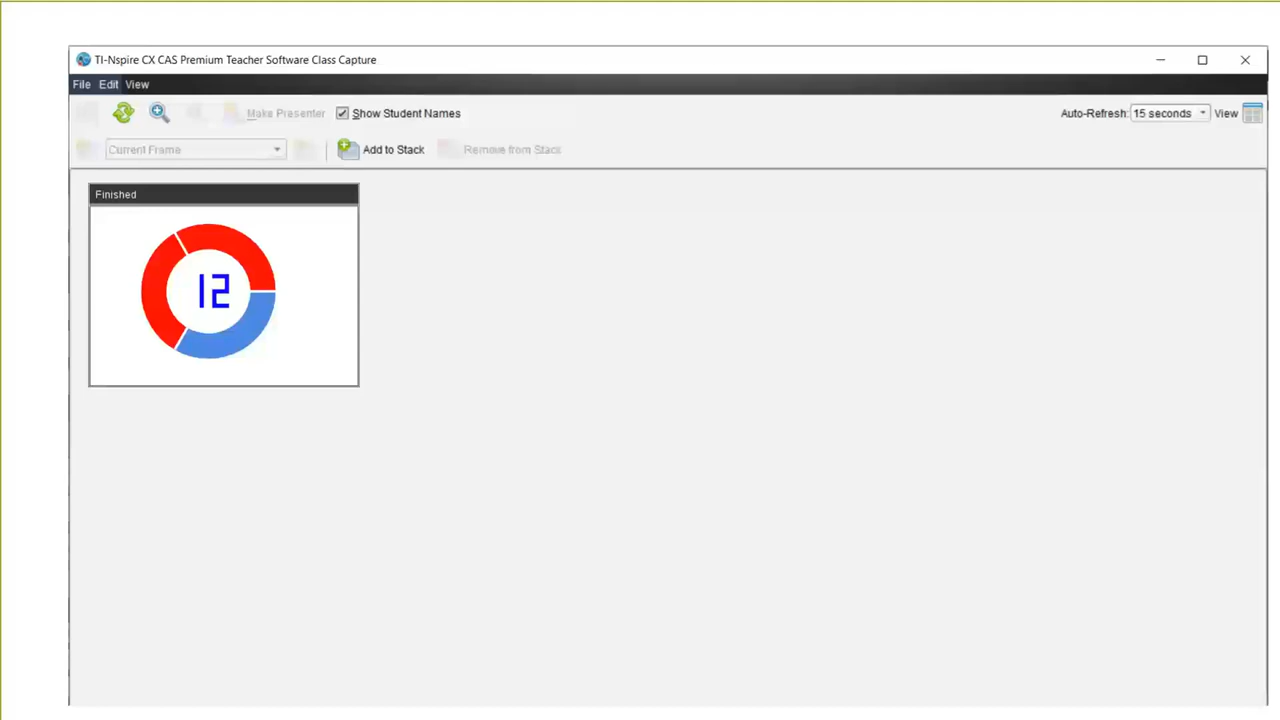 TI-Nspire CX CAS Premium Teacher Software Class Capture
File Edit View
Make Presenter Show Student Names Auto-Refresh: 15 seconds View
Current Frame Add to Stack Remove from Stack
Finished
12